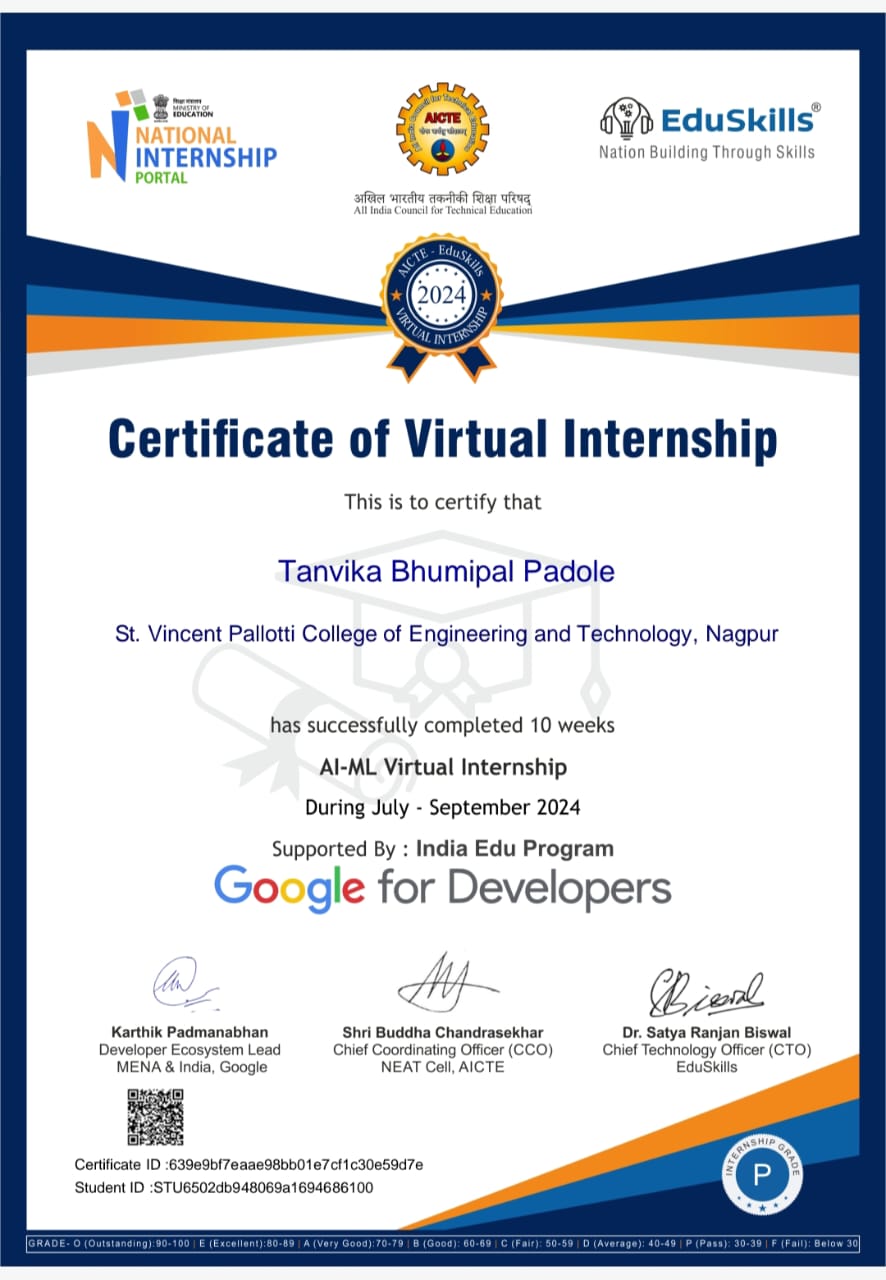 शिक्षा मंत्रालय
MINISTRY OF
EDUCATION
NATIONAL
INTERNSHIP
PORTAL
All India Council for Technical Education
AICTE
अखिल भारतीय तकनीकी शिक्षा परिषद्
All India Council for Technical Education
EduSkills®
Nation Building Through Skills
AICTE - EduSkills
2024
VIRTUAL INTERNSHIP
Certificate of Virtual Internship
This is to certify that
Tanvika Bhumipal Padole
St. Vincent Pallotti College of Engineering and Technology, Nagpur
has successfully completed 10 weeks
AI-ML Virtual Internship
During July - September 2024
Supported By : India Edu Program
Google for Developers
Karthik Padmanabhan
Developer Ecosystem Lead
MENA & India, Google
Shri Buddha Chandrasekhar
Chief Coordinating Officer (CCO)
NEAT Cell, AICTE
Dr. Satya Ranjan Biswal
Chief Technology Officer (CTO)
EduSkills
Certificate ID :639e9bf7eaae98bb01e7cf1c30e59d7e
Student ID :STU6502db948069a1694686100
INTERNSHIP GRADE
P
GRADE- O (Outstanding):90-100 | E (Excellent):80-89 | A (Very Good):70-79 | B (Good): 60-69 | C (Fair): 50-59 | D (Average): 40-49 | P (Pass): 30-39 | F (Fail): Below 30